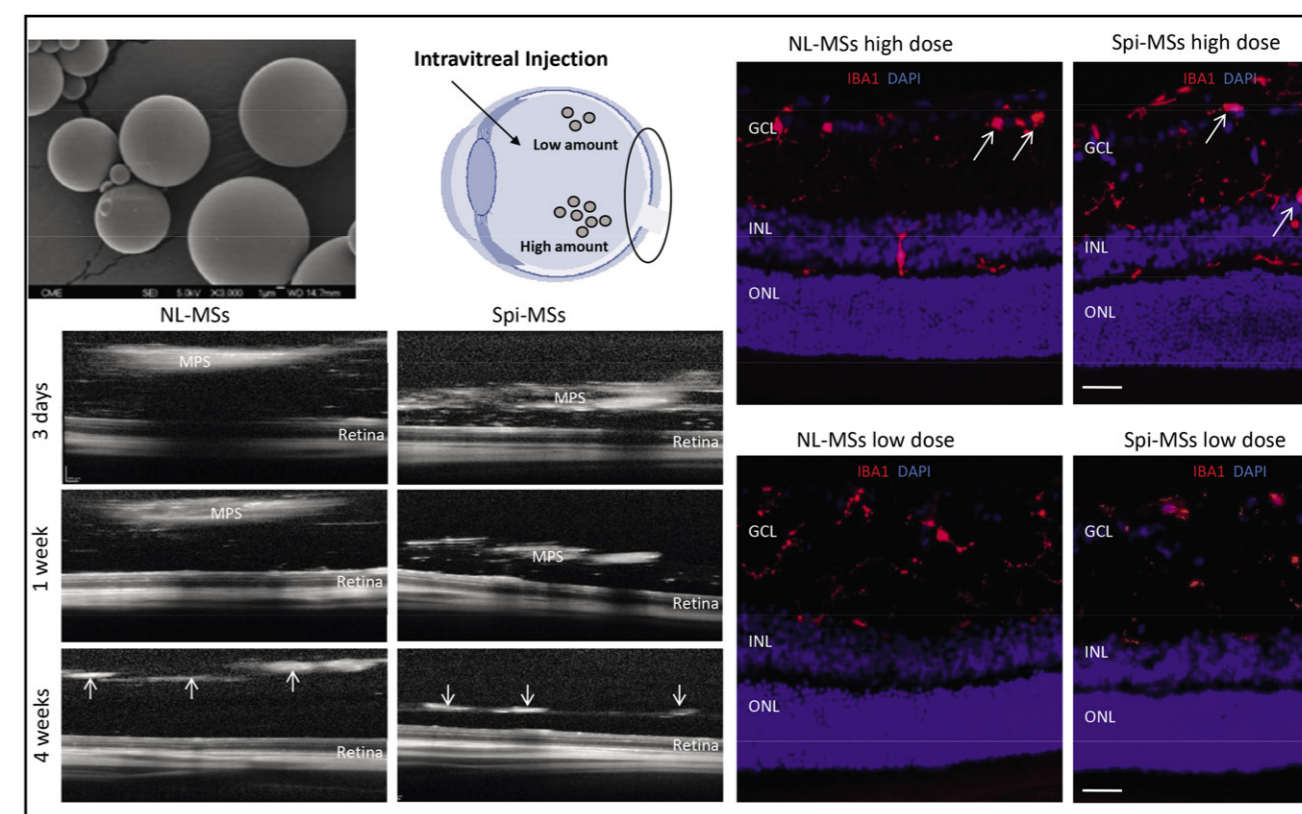 CME SEI 5.0kV X3,000 1μm WD 14.7mm
Intravitreal Injection
Low amount
High amount
NL-MSs
Spi-MSs
3 days
MPS
Retina
MPS
Retina
1 week
MPS
Retina
MPS
Retina
4 weeks
Retina
Retina
NL-MSs high dose
IBA1 DAPI
GCL
INL
ONL
Spi-MSs high dose
IBA1 DAPI
GCL
INL
ONL
NL-MSs low dose
IBA1 DAPI
GCL
INL
ONL
Spi-MSs low dose
IBA1 DAPI
GCL
INL
ONL